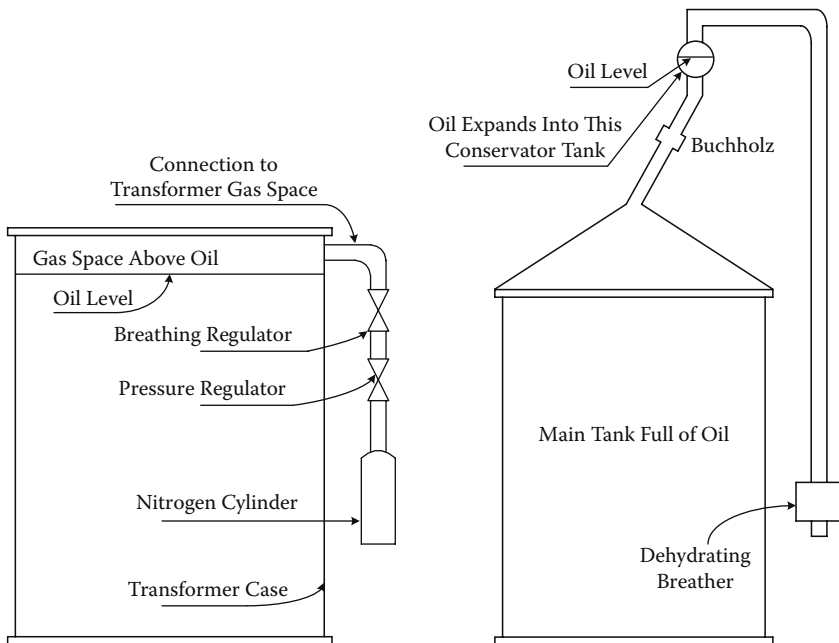 Connection to
Transformer Gas Space
Gas Space Above Oil
Oil Level
Breathing Regulator
Pressure Regulator
Nitrogen Cylinder
Transformer Case
Oil Level
Oil Expands Into This
Conservator Tank
Buchholz
Main Tank Full of Oil
Dehydrating
Breather